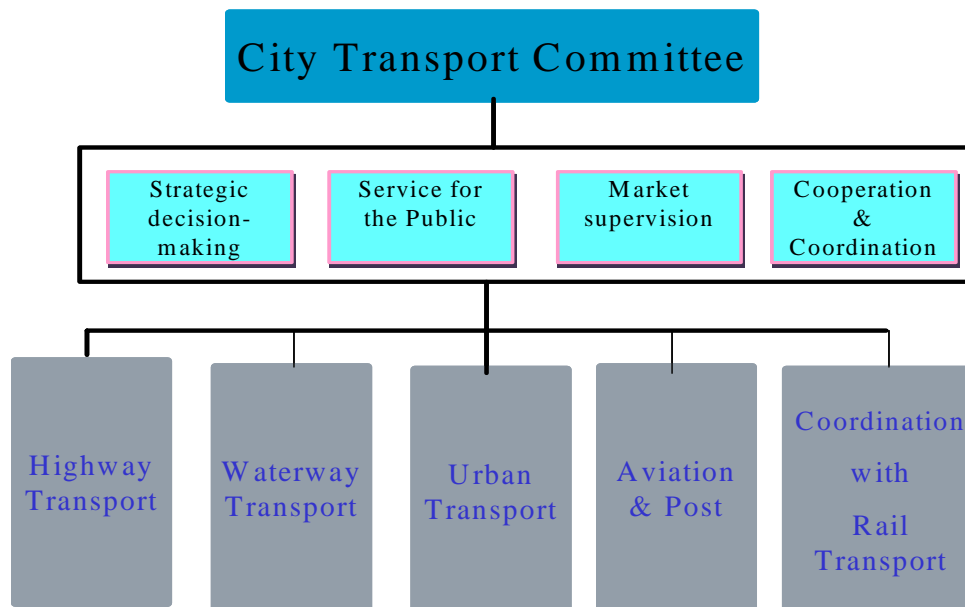 City Transport Committee
Strategic
decision-
making
Service for
the Public
Market
supervision
Cooperation
&
Coordination
Highway
Transport
Waterway
Transport
Urban
Transport
Aviation
& Post
Coordination
with
Rail
Transport